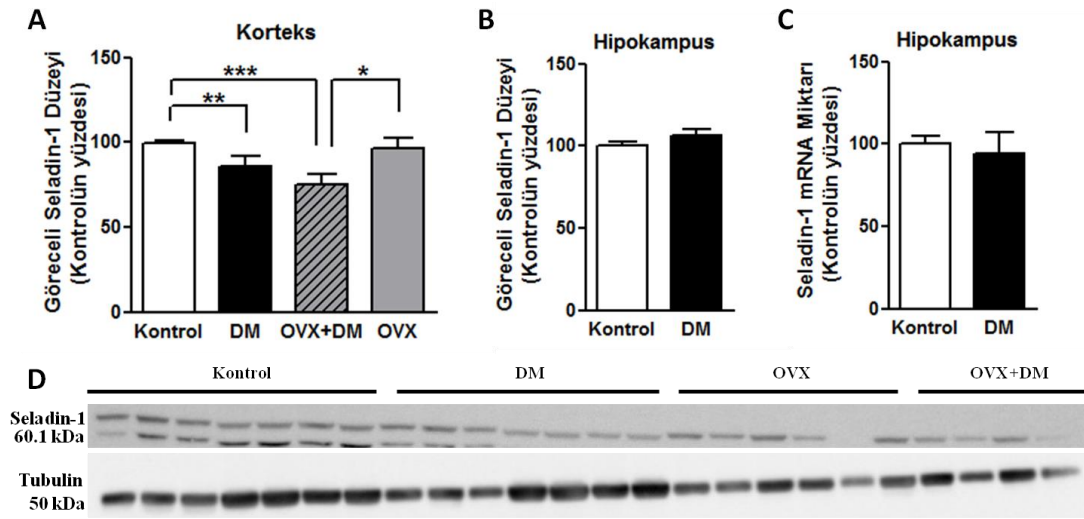 A
Korteks
Göreceli Seladin-1 Düzeyi
(Kontrolün yüzdesi)
150
100
50
0
***
**
*
Kontrol DM OVX+DM OVX
B
Hipokampus
Göreceli Seladin-1 Düzeyi
(Kontrolün yüzdesi)
150
100
50
0
Kontrol DM
C
Hipokampus
Seladin-1 mRNA Miktarı
(Kontrolün yüzdesi)
150
100
50
0
Kontrol DM
D
Kontrol DM OVX OVX+DM
Seladin-1
60.1 kDa
Tubulin
50 kDa